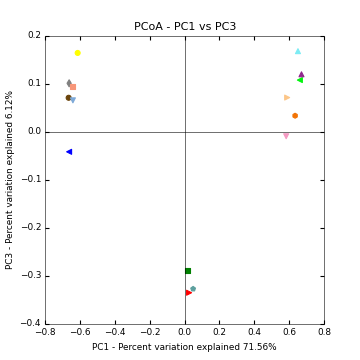 PCoA - PC1 vs PC3
0.2
0.1
0.0
−0.1
−0.2
−0.3
−0.4
PC3 - Percent variation explained 6.12%
−0.8 −0.6 −0.4 −0.2 0.0 0.2 0.4 0.6 0.8
PC1 - Percent variation explained 71.56%